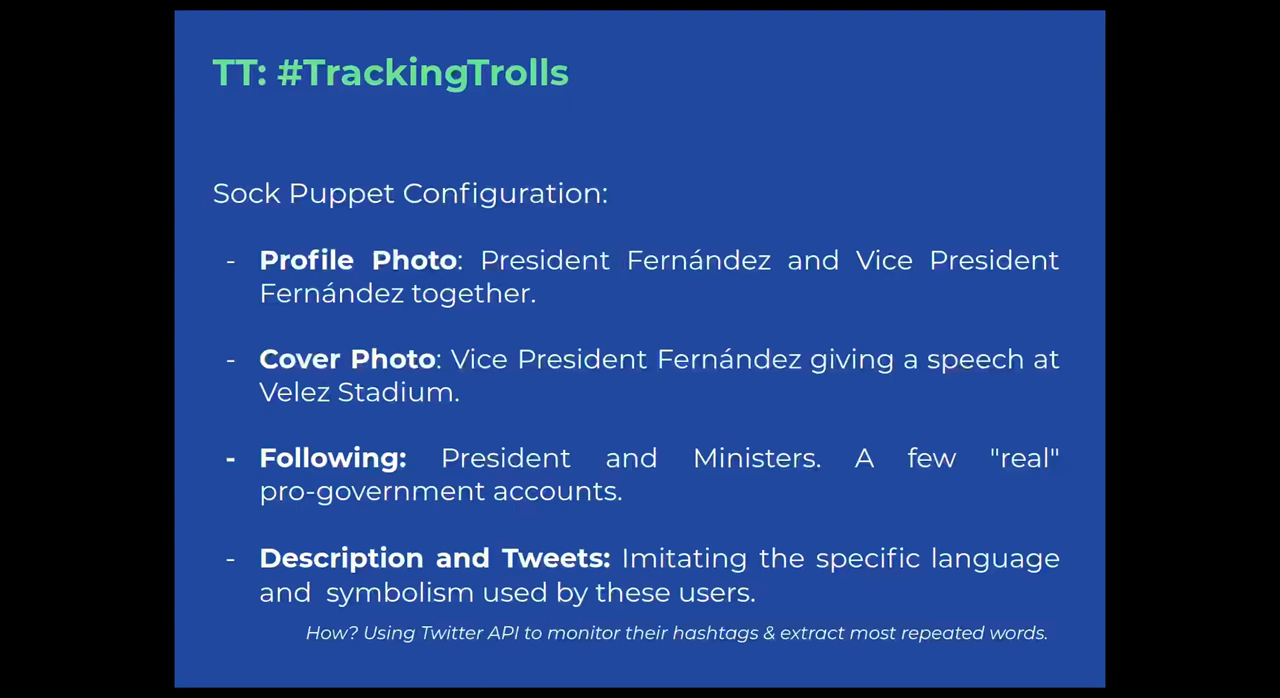 TT: #TrackingTrolls
Sock Puppet Configuration:
- Profile Photo: President Fernández and Vice President
Fernández together.
- Cover Photo: Vice President Fernández giving a speech at
Velez Stadium.
- Following: President and Ministers. A few "real"
pro-government accounts.
- Description and Tweets: Imitating the specific language
and symbolism used by these users.
How? Using Twitter API to monitor their hashtags & extract most repeated words.